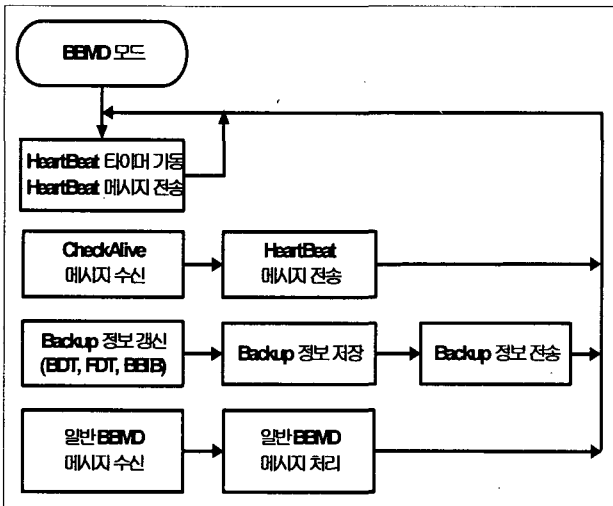 BBMD 모드
HeartBeat 타이머 기동
HeartBeat 메시지 전송
CheckAlive
메시지 수신
HeartBeat
메시지 전송
Backup 정보 갱신
(BDT, FDT, BBIB)
Backup 정보 저장
Backup 정보 전송
일반 BBMD
메시지 수신
일반 BBMD
메시지 처리